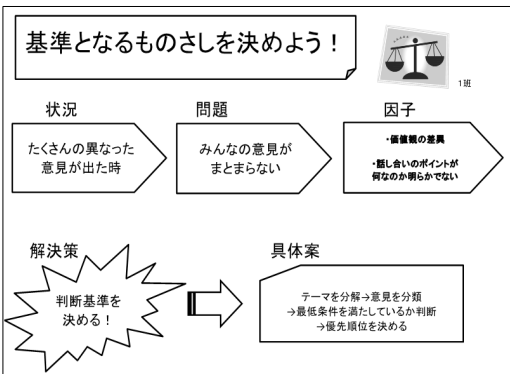 基準となるものさしを決めよう！
1班
状況
たくさんの異なった
意見が出た時
問題
みんなの意見が
まとまらない
因子
・価値観の差異
・話し合いのポイントが
何なのか明らかでない
解決策
判断基準を
決める！
具体案
テーマを分解→意見を分類
→最低条件を満たしているか判断
→優先順位を決める